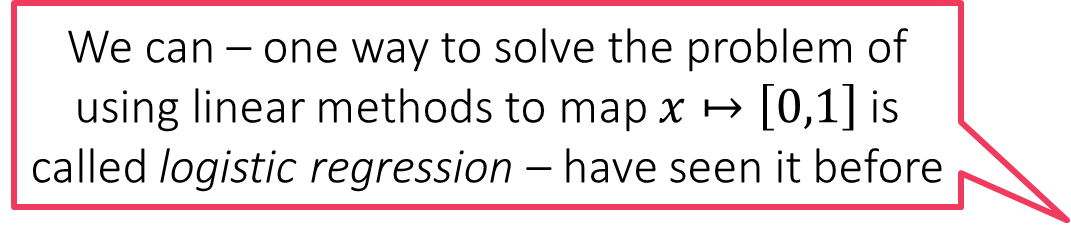 We can – one way to solve the problem of
using linear methods to map x ↦ [0,1] is
called logistic regression – have seen it before